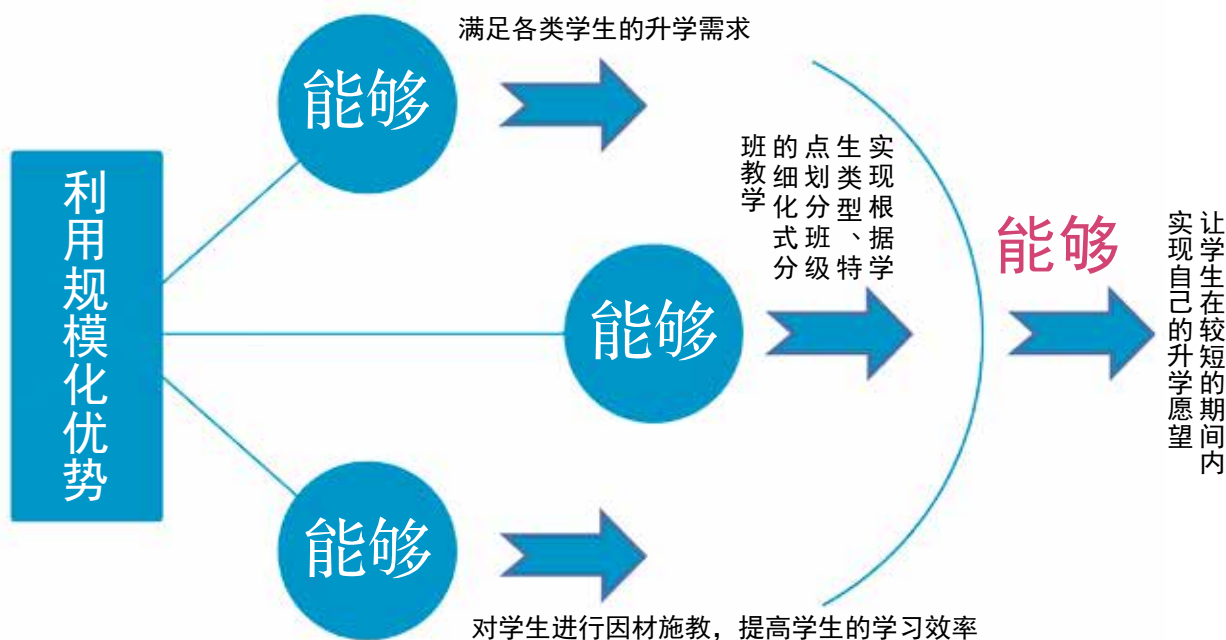 利用规模化优势
能够
满足各类学生的升学需求
能够
实现根据学
生类型、特
点划分班级
的细化式分
班教学
能够
对学生进行因材施教，提高学生的学习效率
能够
让学生在较短的期间内
实现自己的升学愿望